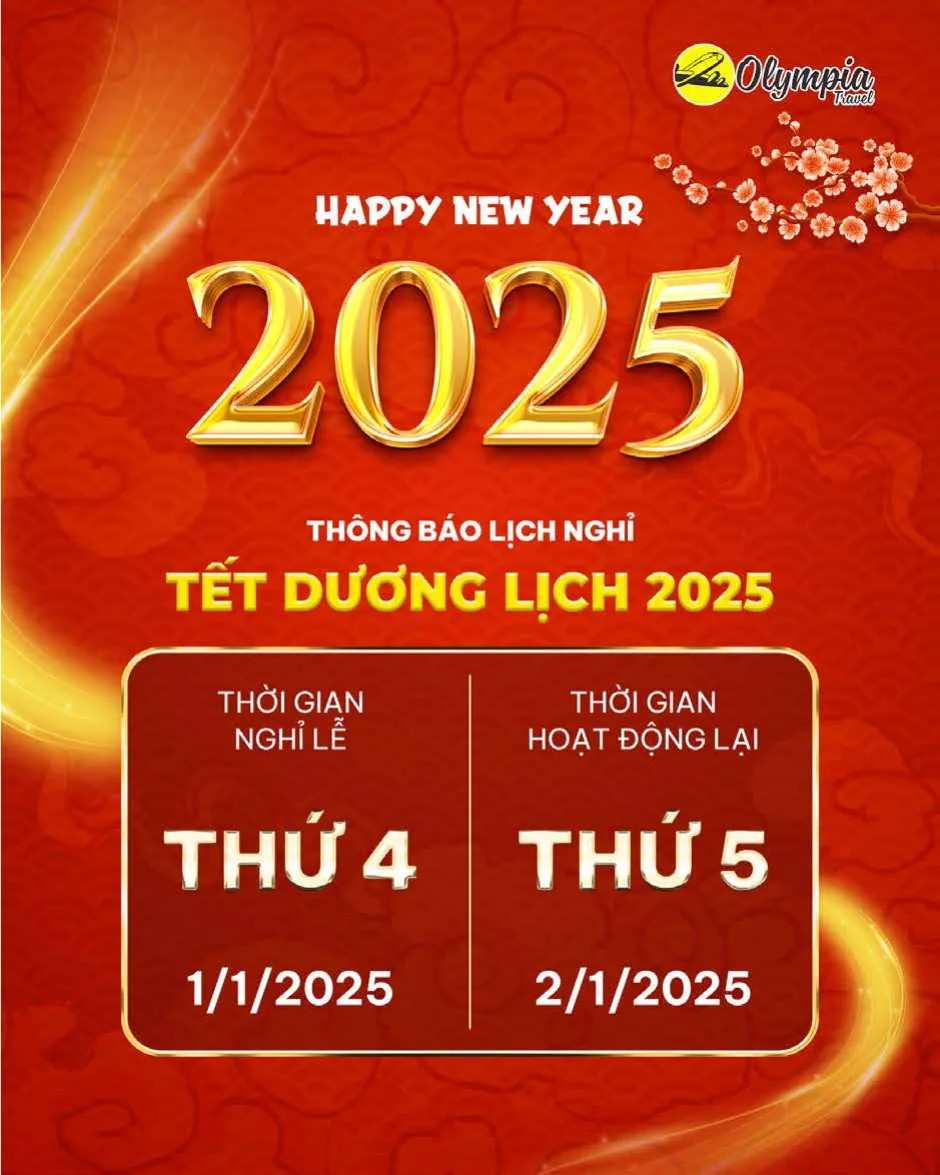 Olympia
Travel
HAPPY NEW YEAR
2025
THÔNG BÁO LỊCH NGHỈ
TẾT DƯƠNG LỊCH 2025
THỜI GIAN
NGHỈ LỄ
THỨ 4
1/1/2025
THỜI GIAN
HOẠT ĐỘNG LẠI
THỨ 5
2/1/2025